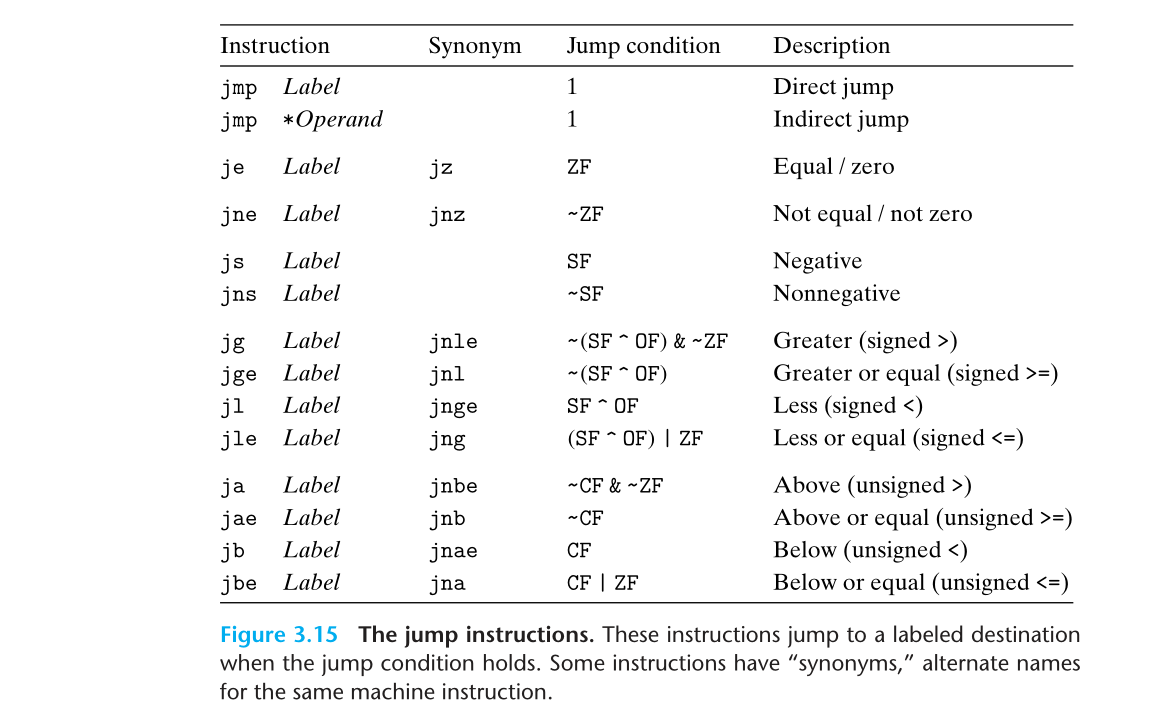 Instruction Synonym Jump condition Description
jmp Label 1 Direct jump
jmp *Operand 1 Indirect jump
je Label jz ZF Equal / zero
jne Label jnz ~ZF Not equal / not zero
js Label SF Negative
jns Label ~SF Nonnegative
jg Label jnle ~(SF ^ OF) & ~ZF Greater (signed >)
jge Label jnl ~(SF ^ OF) Greater or equal (signed >=)
jl Label jnge SF ^ OF Less (signed <)
jle Label jng (SF ^ OF) | ZF Less or equal (signed <=)
ja Label jnbe ~CF & ~ZF Above (unsigned >)
jae Label jnb ~CF Above or equal (unsigned >=)
jb Label jnae CF Below (unsigned <)
jbe Label jna CF | ZF Below or equal (unsigned <=)
Figure 3.15 The jump instructions. These instructions jump to a labeled destination
when the jump condition holds. Some instructions have “synonyms,” alternate names
for the same machine instruction.